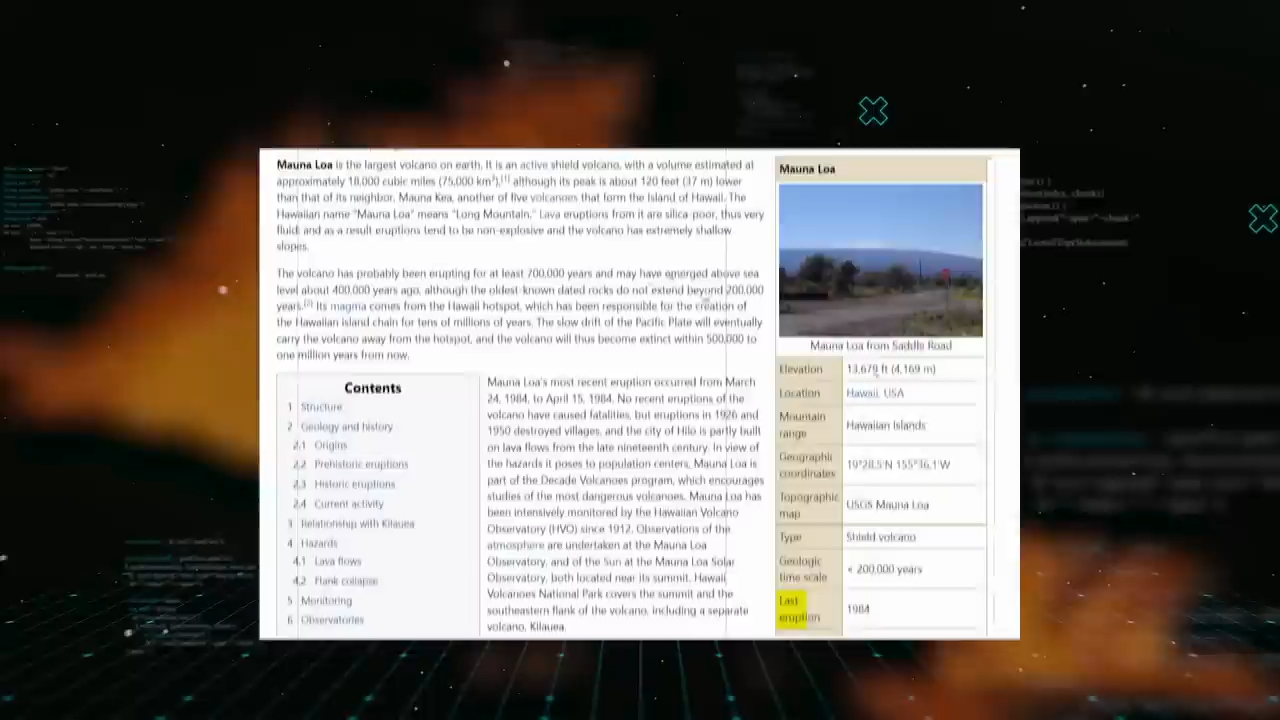 Mauna Loa is the largest volcano on earth. It is an active shield volcano, with a volume estimated at
approximately 18,000 cubic miles (75,000 km³),[1] although its peak is about 120 feet (37 m) lower
than that of its neighbor, Mauna Kea, another of five volcanoes that form the Island of Hawaii. The
Hawaiian name "Mauna Loa" means "Long Mountain." Lava eruptions from it are silica-poor, thus very
fluid: and as a result eruptions tend to be non-explosive and the volcano has extremely shallow
slopes.
The volcano has probably been erupting for at least 700,000 years and may have emerged above sea
level about 400,000 years ago, although the oldest-known dated rocks do not extend beyond 200,000
years.[2] Its magma comes from the Hawaii hotspot, which has been responsible for the creation of
the Hawaiian island chain for tens of millions of years. The slow drift of the Pacific Plate will eventually
carry the volcano away from the hotspot, and the volcano will thus become extinct within 500,000 to
one million years from now.
Contents
1 Structure
2 Geology and history
2.1 Origins
2.2 Prehistoric eruptions
2.3 Historic eruptions
2.4 Current activity
3 Relationship with Kilauea
4 Hazards
4.1 Lava flows
4.2 Flank collapse
5 Monitoring
6 Observatories
Mauna Loa's most recent eruption occurred from March
24, 1984, to April 15, 1984. No recent eruptions of the
volcano have caused fatalities, but eruptions in 1926 and
1950 destroyed villages, and the city of Hilo is partly built
on lava flows from the late nineteenth century. In view of
the hazards it poses to population centers, Mauna Loa is
part of the Decade Volcanoes program, which encourages
studies of the most dangerous volcanoes. Mauna Loa has
been intensively monitored by the Hawaiian Volcano
Observatory (HVO) since 1912. Observations of the
atmosphere are undertaken at the Mauna Loa
Observatory, and of the Sun at the Mauna Loa Solar
Observatory, both located near its summit. Hawaii
Volcanoes National Park covers the summit and the
southeastern flank of the volcano, including a separate
volcano, Kilauea.
Mauna Loa
Mauna Loa from Saddle Road
Elevation 13,679 ft (4,169 m)
Location Hawaii, USA
Mountain
range Hawaiian Islands
Geographic
coordinates 19°28.5'N 155°36.1'W
Topographic
map USGS Mauna Loa
Type Shield volcano
Geologic
time scale < 200,000 years
Last
eruption 1984